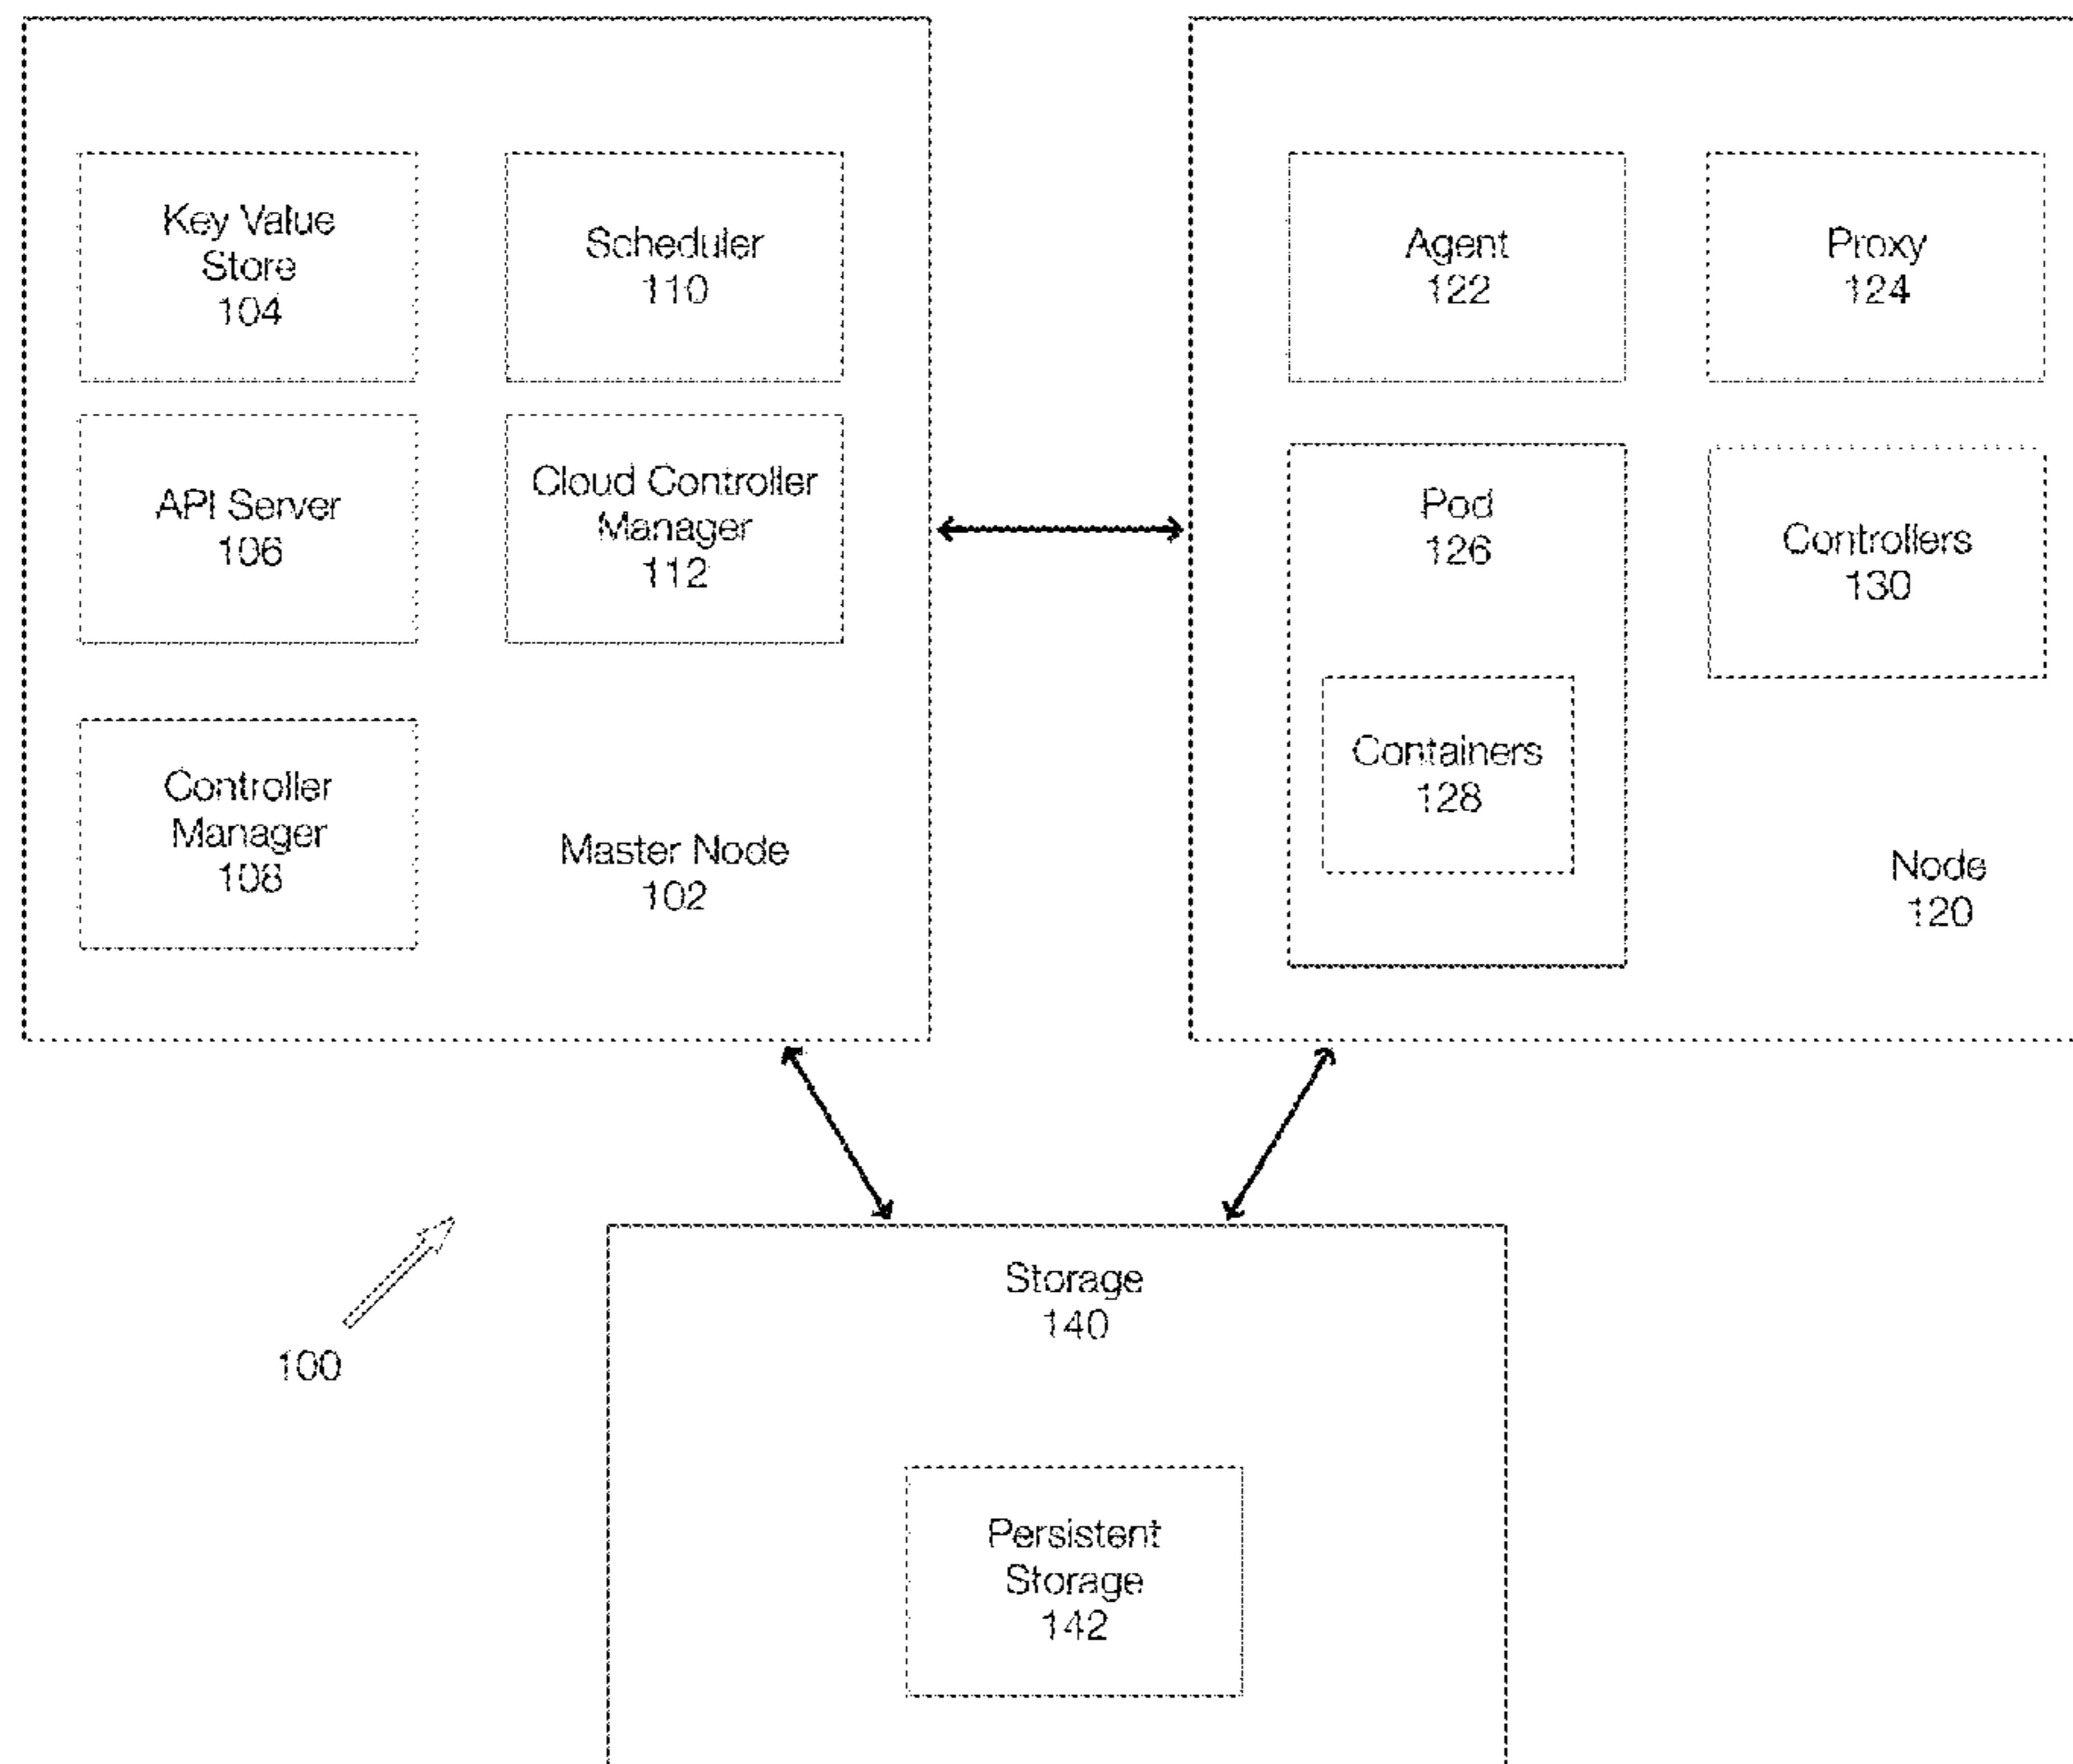 Key Value
Store
104
Scheduler
110
API Server
106
Cloud Controller
Manager
112
Controller
Manager
108
Master Node
102
Agent
122
Proxy
124
Pod
126
Controllers
130
Containers
128
Node
120
100
Storage
140
Persistent
Storage
142